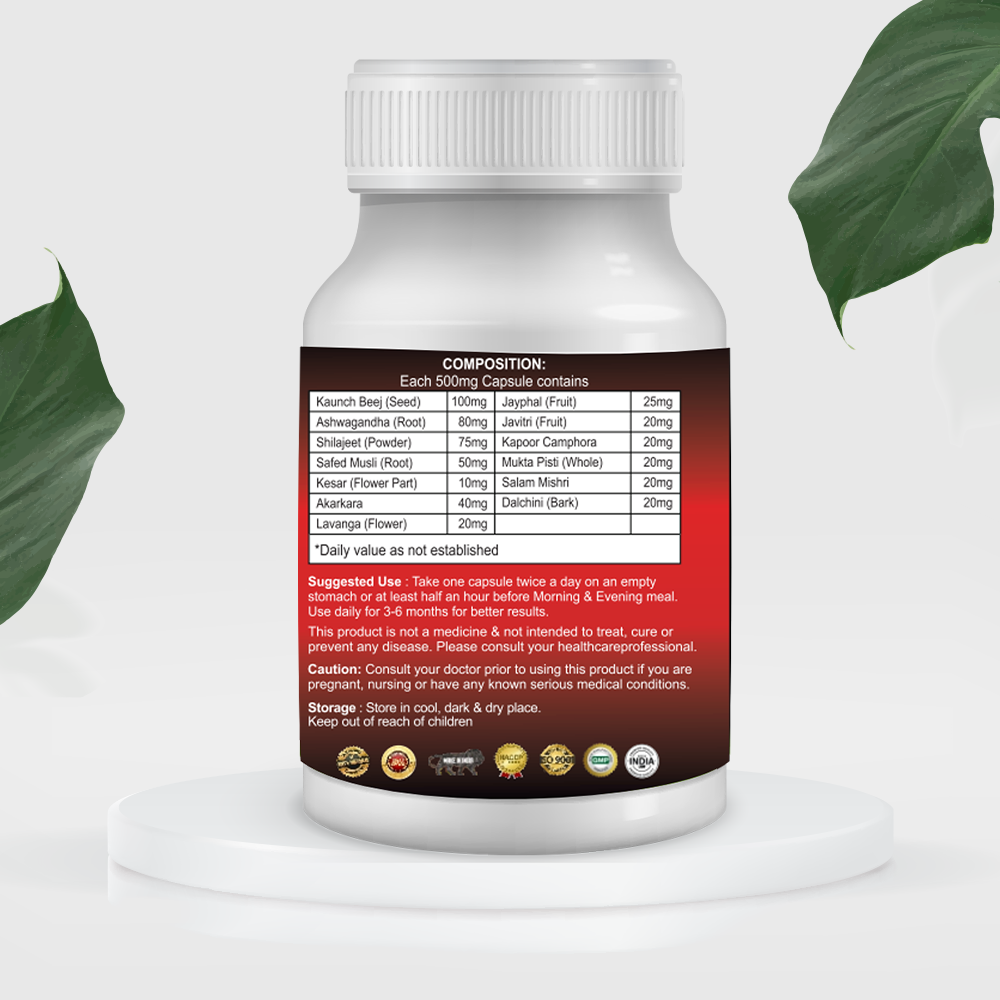 COMPOSITION:
Each 500mg Capsule contains
Kaunch Beej (Seed) 100mg Jayphal (Fruit) 25mg
Ashwagandha (Root) 80mg Javitri (Fruit) 20mg
Shilajeet (Powder) 75mg Kapoor Camphora 20mg
Safed Musli (Root) 50mg Mukta Pisti (Whole) 20mg
Kesar (Flower Part) 10mg Salam Mishri 20mg
Akarkara 40mg Dalchini (Bark) 20mg
Lavanga (Flower) 20mg
*Daily value as not established
Suggested Use : Take one capsule twice a day on an empty
stomach or at least half an hour before Morning & Evening meal.
Use daily for 3-6 months for better results.
This product is not a medicine & not intended to treat, cure or
prevent any disease. Please consult your healthcareprofessional.
Caution: Consult your doctor prior to using this product if you are
pregnant, nursing or have any known serious medical conditions.
Storage : Store in cool, dark & dry place.
Keep out of reach of children
HACCP ISO 9001 GMP INDIA